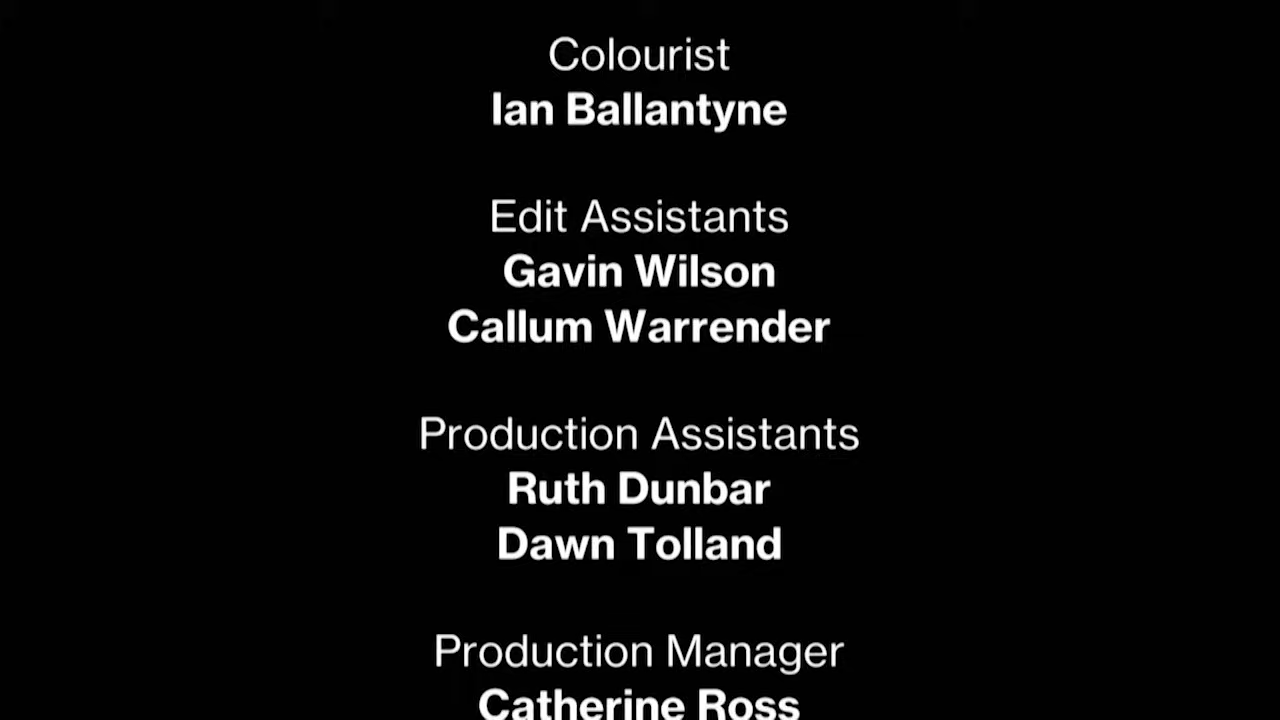 Colourist
Ian Ballantyne
Edit Assistants
Gavin Wilson
Callum Warrender
Production Assistants
Ruth Dunbar
Dawn Tolland
Production Manager
Catherine Ross